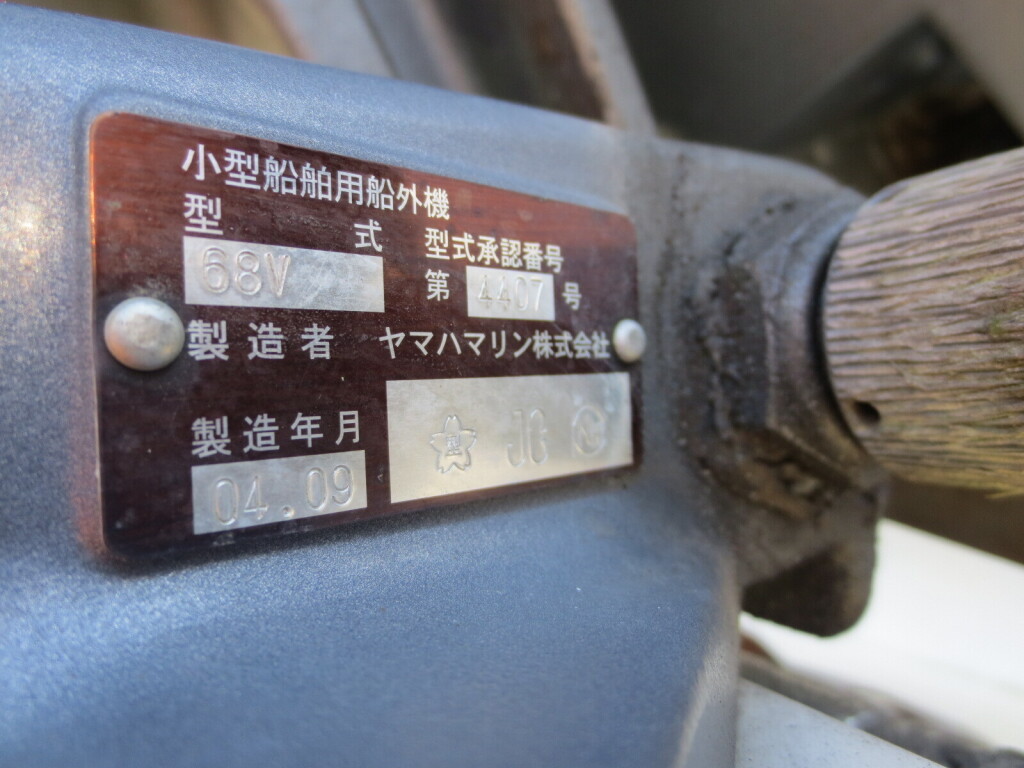 小型船舶用船外機
型式 型式承認番号
68V 第 4407 号
製造者 ヤマハマリン株式会社
製造年月
04.09